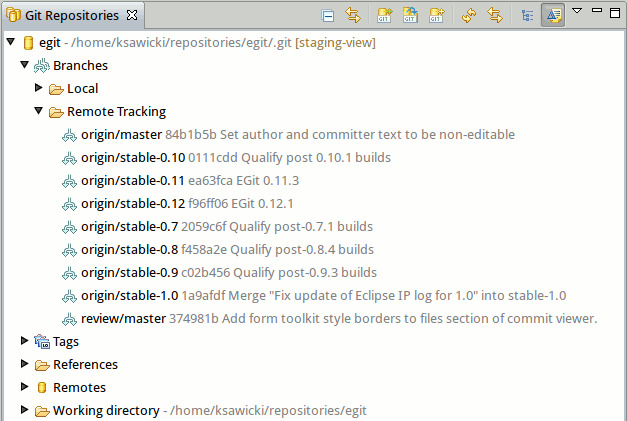 Git Repositories
egit - /home/ksawicki/repositories/egit/.git [staging-view]
Branches
Local
Remote Tracking
origin/master 84b1b5b Set author and committer text to be non-editable
origin/stable-0.10 0111cdd Qualify post 0.10.1 builds
origin/stable-0.11 ea63fca EGit 0.11.3
origin/stable-0.12 f96ff06 EGit 0.12.1
origin/stable-0.7 2059c6f Qualify post-0.7.1 builds
origin/stable-0.8 f458a2e Qualify post-0.8.4 builds
origin/stable-0.9 c02b456 Qualify post-0.9.3 builds
origin/stable-1.0 1a9afdf Merge "Fix update of Eclipse IP log for 1.0" into stable-1.0
review/master 374981b Add form toolkit style borders to files section of commit viewer.
Tags
References
Remotes
Working directory - /home/ksawicki/repositories/egit